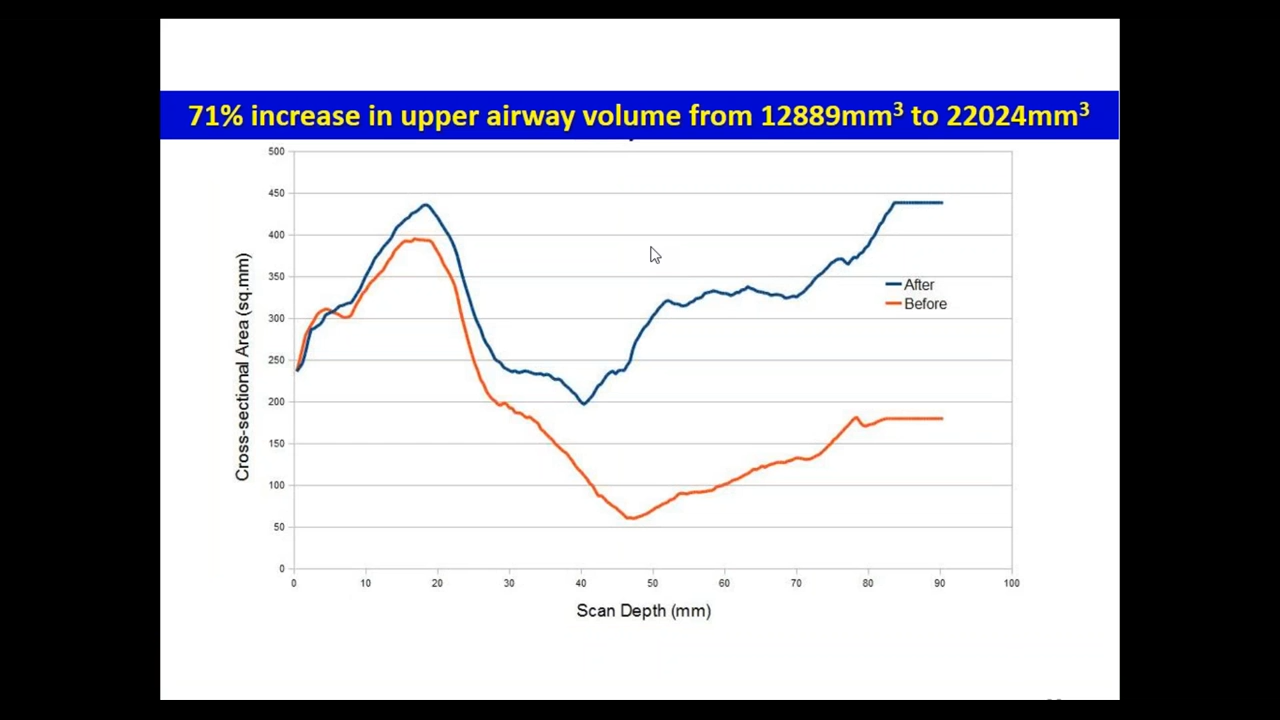 71% increase in upper airway volume from 12889mm³ to 22024mm³
500
450
400
350
300
250
200
150
100
50
0
Cross-sectional Area (sq.mm)
After
Before
0 10 20 30 40 50 60 70 80 90 100
Scan Depth (mm)